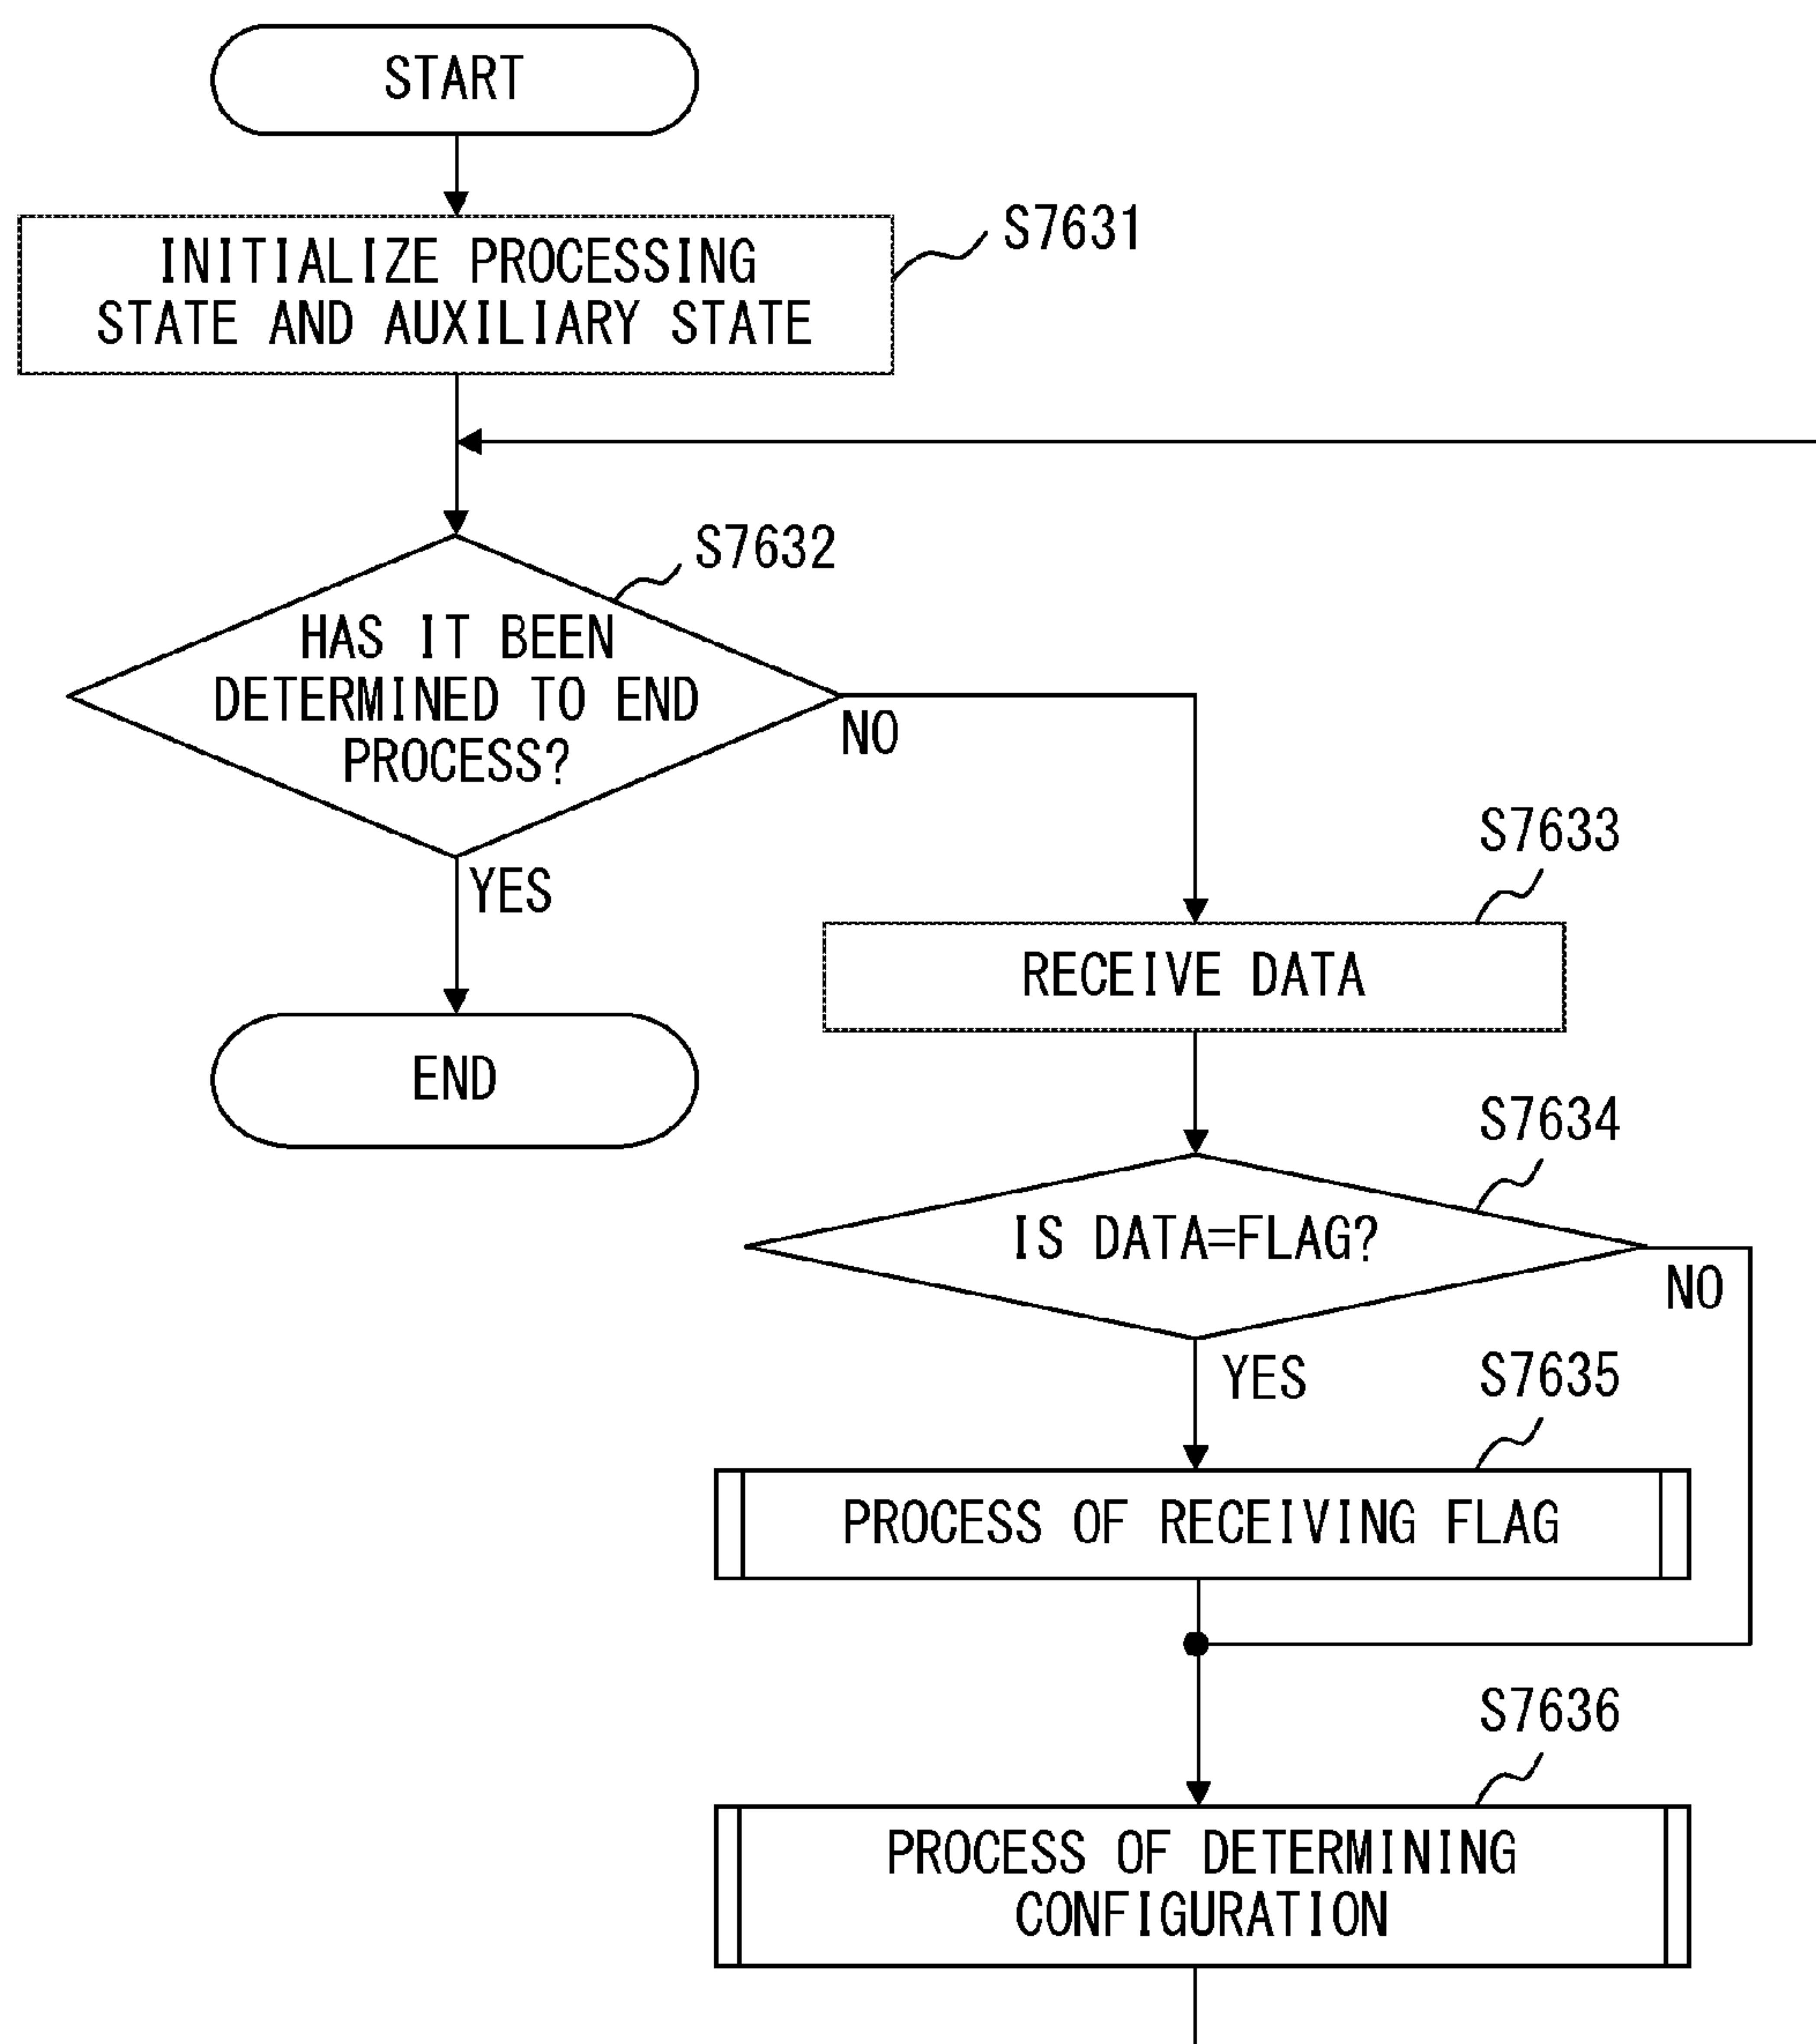 START
INITIALIZE PROCESSING
STATE AND AUXILIARY STATE
S7631
S7632
HAS IT BEEN
DETERMINED TO END
PROCESS?
NO
YES
END
S7633
RECEIVE DATA
S7634
IS DATA=FLAG?
NO
YES
S7635
PROCESS OF RECEIVING FLAG
S7636
PROCESS OF DETERMINING
CONFIGURATION